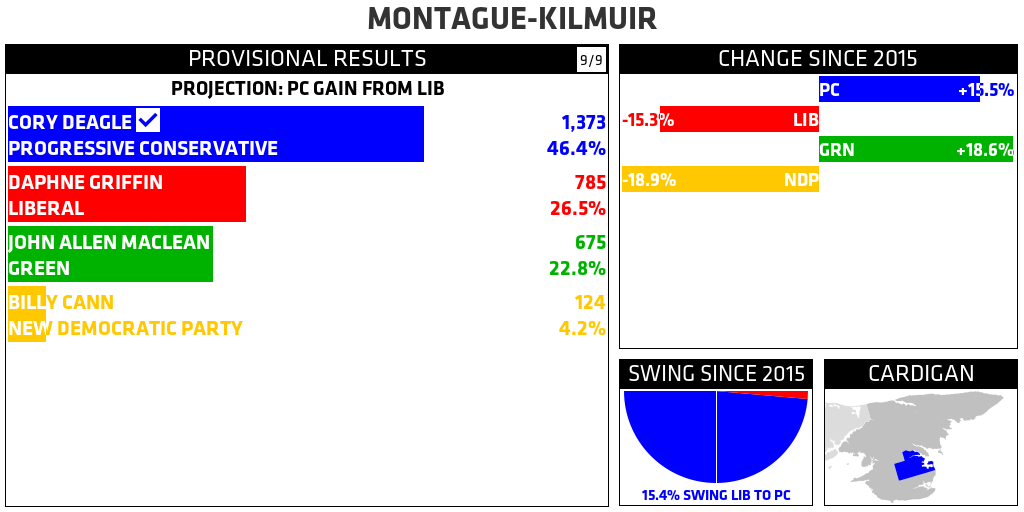 MONTAGUE-KILMUIR
PROVISIONAL RESULTS 9/9
PROJECTION: PC GAIN FROM LIB
CORY DEAGLE 1,373
PROGRESSIVE CONSERVATIVE 46.4%
DAPHNE GRIFFIN 785
LIBERAL 26.5%
JOHN ALLEN MACLEAN 675
GREEN 22.8%
BILLY CANN 124
NEW DEMOCRATIC PARTY 4.2%
CHANGE SINCE 2015
PC +15.5%
-15.3% LIB
GRN +18.6%
-18.9% NDP
SWING SINCE 2015
15.4% SWING LIB TO PC
CARDIGAN